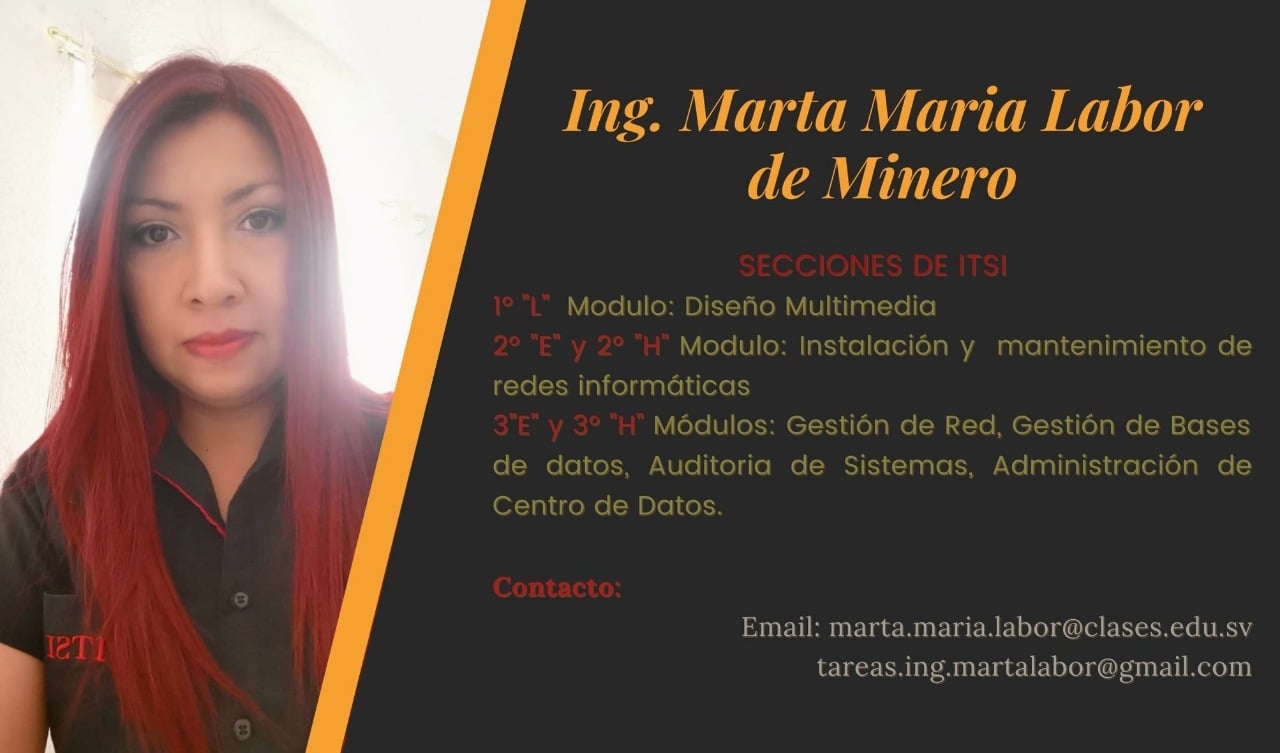 Ing. Marta Maria Labor
de Minero
SECCIONES DE ITSI
1° "L" Modulo: Diseño Multimedia
2° "E" y 2° "H" Modulo: Instalación y mantenimiento de
redes informáticas
3"E" y 3° "H" Módulos: Gestión de Red, Gestión de Bases
de datos, Auditoria de Sistemas, Administración de
Centro de Datos.
Contacto:
Email: marta.maria.labor@clases.edu.sv
tareas.ing.martalabor@gmail.com
ITSI